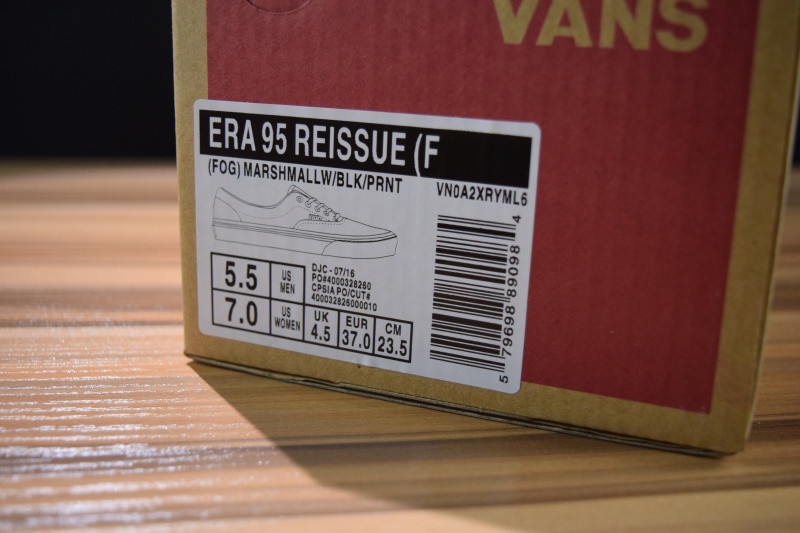 VANS
ERA 95 REISSUE (F
(FOG) MARSHMALLW/BLK/PRNT
VN0A2XRYML6
5.5 US MEN
DJC - 07/16
PO#4000328260
CPSIA PO/CUT#
400032826000010
7.0 US WOMEN
UK 4.5
EUR 37.0
CM 23.5
5 79698 89098 4